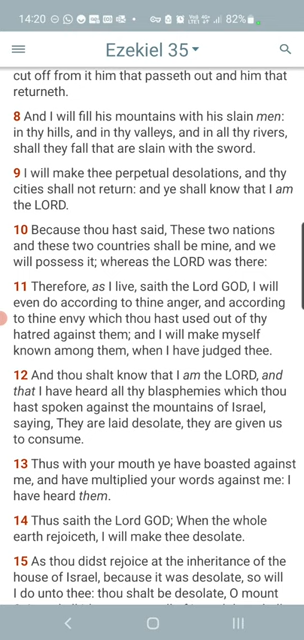 14:20 82%
Ezekiel 35
cut off from it him that passeth out and him that
returneth.
8 And I will fill his mountains with his slain men:
in thy hills, and in thy valleys, and in all thy rivers,
shall they fall that are slain with the sword.
9 I will make thee perpetual desolations, and thy
cities shall not return: and ye shall know that I am
the LORD.
10 Because thou hast said, These two nations
and these two countries shall be mine, and we
will possess it; whereas the LORD was there:
11 Therefore, as I live, saith the Lord GOD, I will
even do according to thine anger, and according
to thine envy which thou hast used out of thy
hatred against them; and I will make myself
known among them, when I have judged thee.
12 And thou shalt know that I am the LORD, and
that I have heard all thy blasphemies which thou
hast spoken against the mountains of Israel,
saying, They are laid desolate, they are given us
to consume.
13 Thus with your mouth ye have boasted against
me, and have multiplied your words against me: I
have heard them.
14 Thus saith the Lord GOD; When the whole
earth rejoiceth, I will make thee desolate.
15 As thou didst rejoice at the inheritance of the
house of Israel, because it was desolate, so will
I do unto thee: thou shalt be desolate, O mount